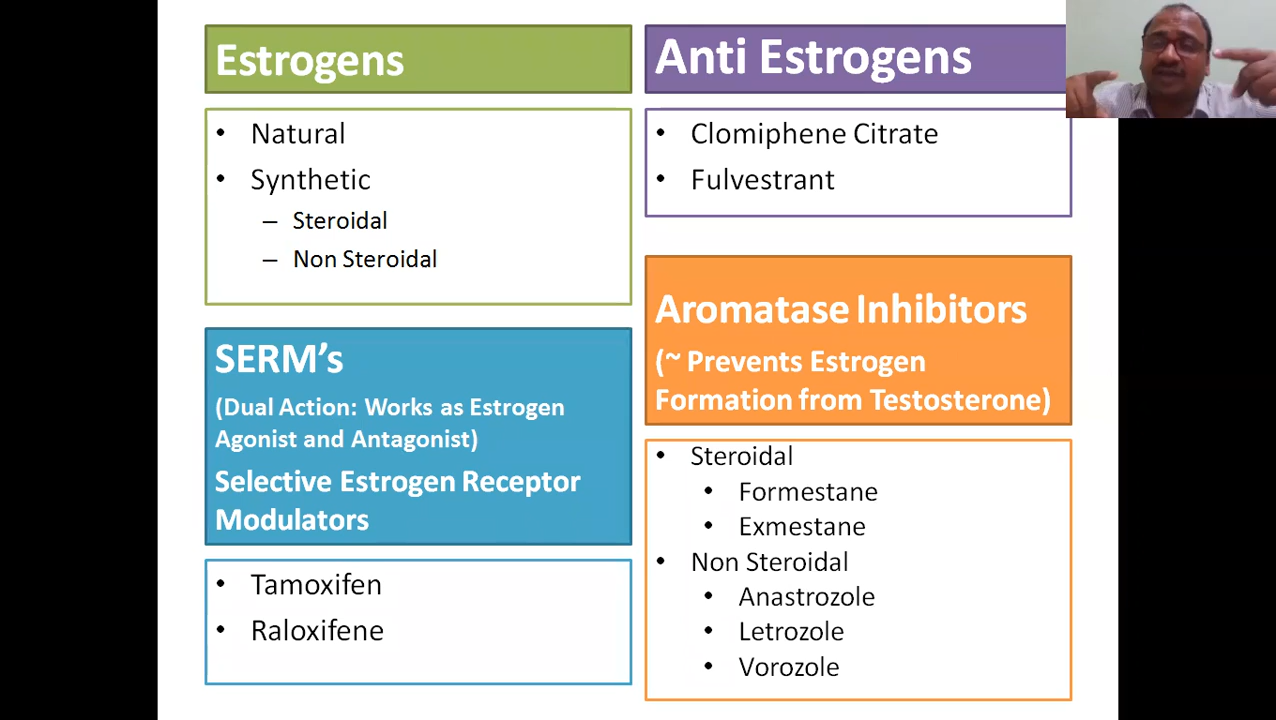 Estrogens
• Natural
• Synthetic
– Steroidal
– Non Steroidal
SERM’s
(Dual Action: Works as Estrogen
Agonist and Antagonist)
Selective Estrogen Receptor
Modulators
• Tamoxifen
• Raloxifene
Anti Estrogens
• Clomiphene Citrate
• Fulvestrant
Aromatase Inhibitors
(~ Prevents Estrogen
Formation from Testosterone)
• Steroidal
• Formestane
• Exmestane
• Non Steroidal
• Anastrozole
• Letrozole
• Vorozole